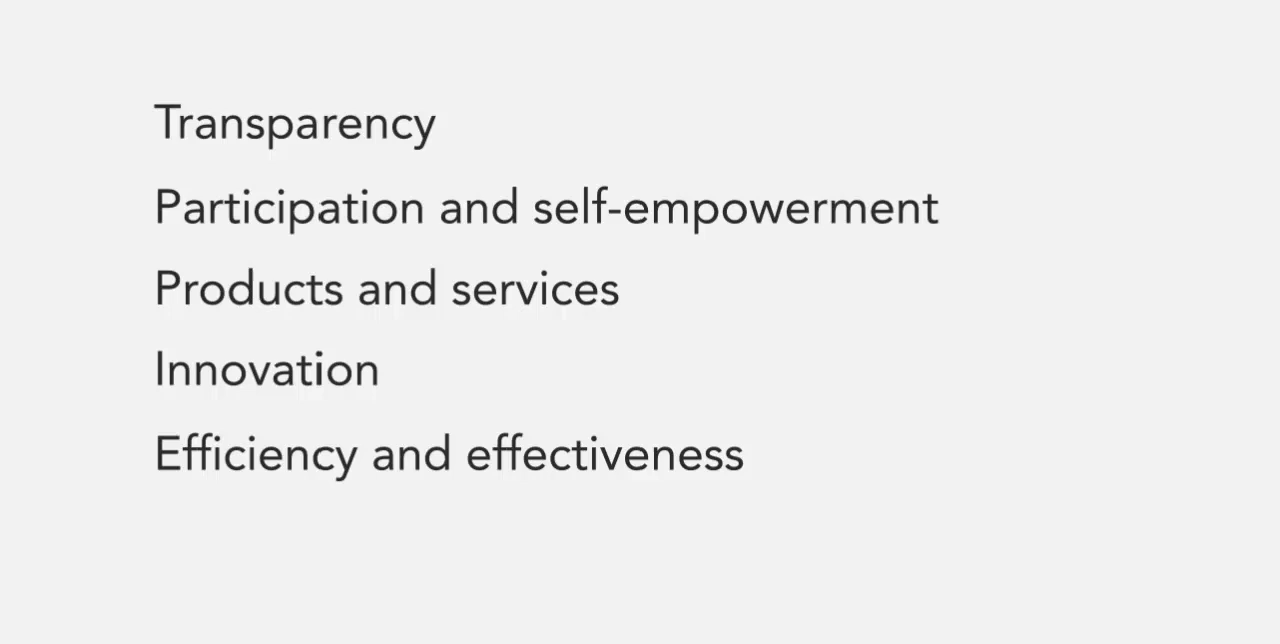 Transparency
Participation and self-empowerment
Products and services
Innovation
Efficiency and effectiveness